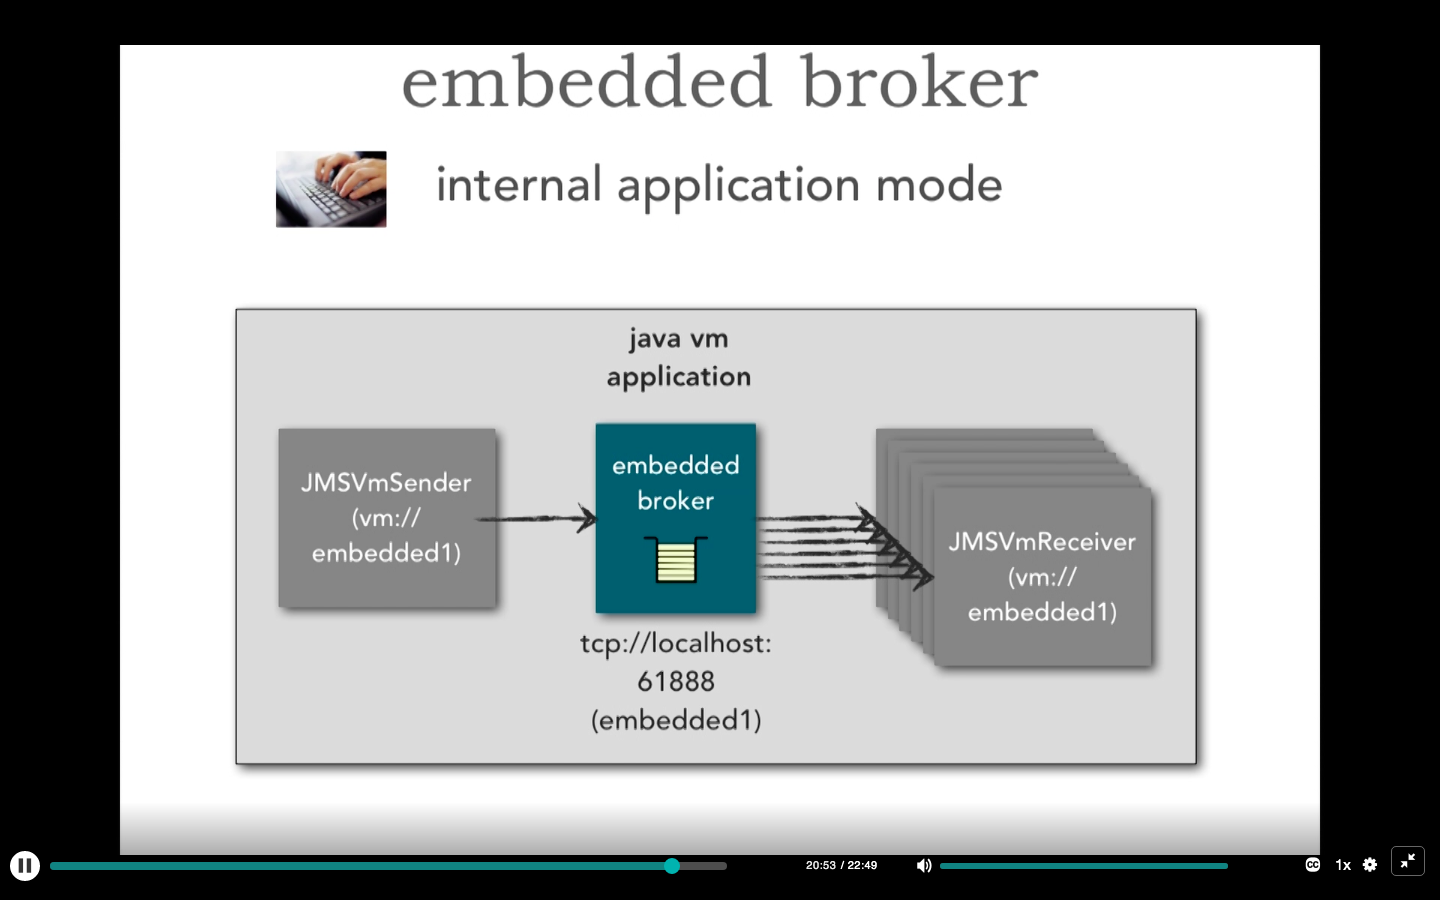 embedded broker
internal application mode
java vm
application
JMSVmSender
(vm://
embedded1)
embedded
broker
JMSVmReceiver
(vm://
embedded1)
tcp://localhost:
61888
(embedded1)
20:53 / 22:49
CC
1x